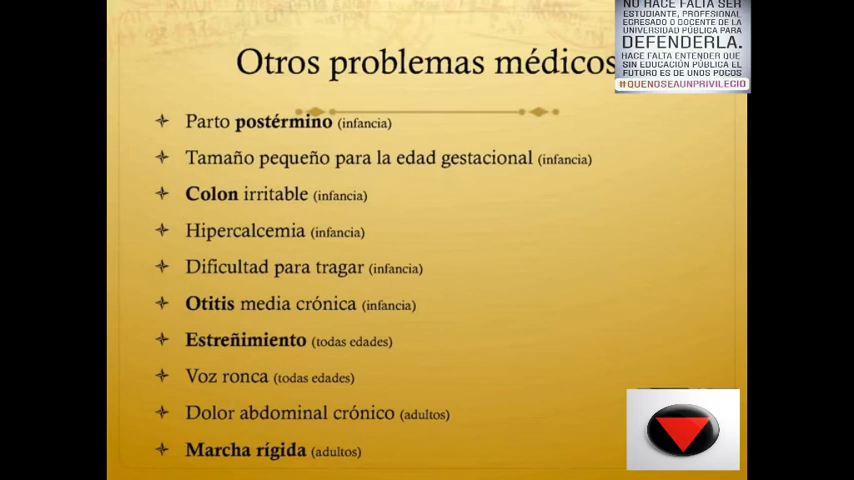 NO HACE FALTA SER
ESTUDIANTE, PROFESIONAL
EGRESADO O DOCENTE DE LA
UNIVERSIDAD PÚBLICA PARA
DEFENDERLA.
HACE FALTA ENTENDER QUE
SIN EDUCACIÓN PÚBLICA EL
FUTURO ES DE UNOS POCOS
#QUENOSEAUNPRIVILEGIO
Otros problemas médicos
Parto postérmino (infancia)
Tamaño pequeño para la edad gestacional (infancia)
Colon irritable (infancia)
Hipercalcemia (infancia)
Dificultad para tragar (infancia)
Otitis media crónica (infancia)
Estreñimiento (todas edades)
Voz ronca (todas edades)
Dolor abdominal crónico (adultos)
Marcha rígida (adultos)